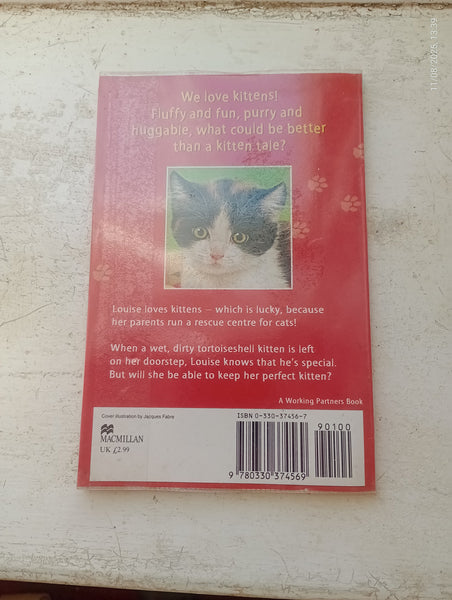 We love kittens!
Fluffy and fun, purry and
huggable, what could be better
than a kitten tale?
Louise loves kittens – which is lucky, because
her parents run a rescue centre for cats!
When a wet, dirty tortoiseshell kitten is left
on her doorstep, Louise knows that he's special.
But will she be able to keep her perfect kitten?
A Working Partners Book
Cover illustration by Jacques Fabre
MACMILLAN
UK £2.99
ISBN 0-330-37456-7
90100
9 780330 374569
11/08/2025 13:39